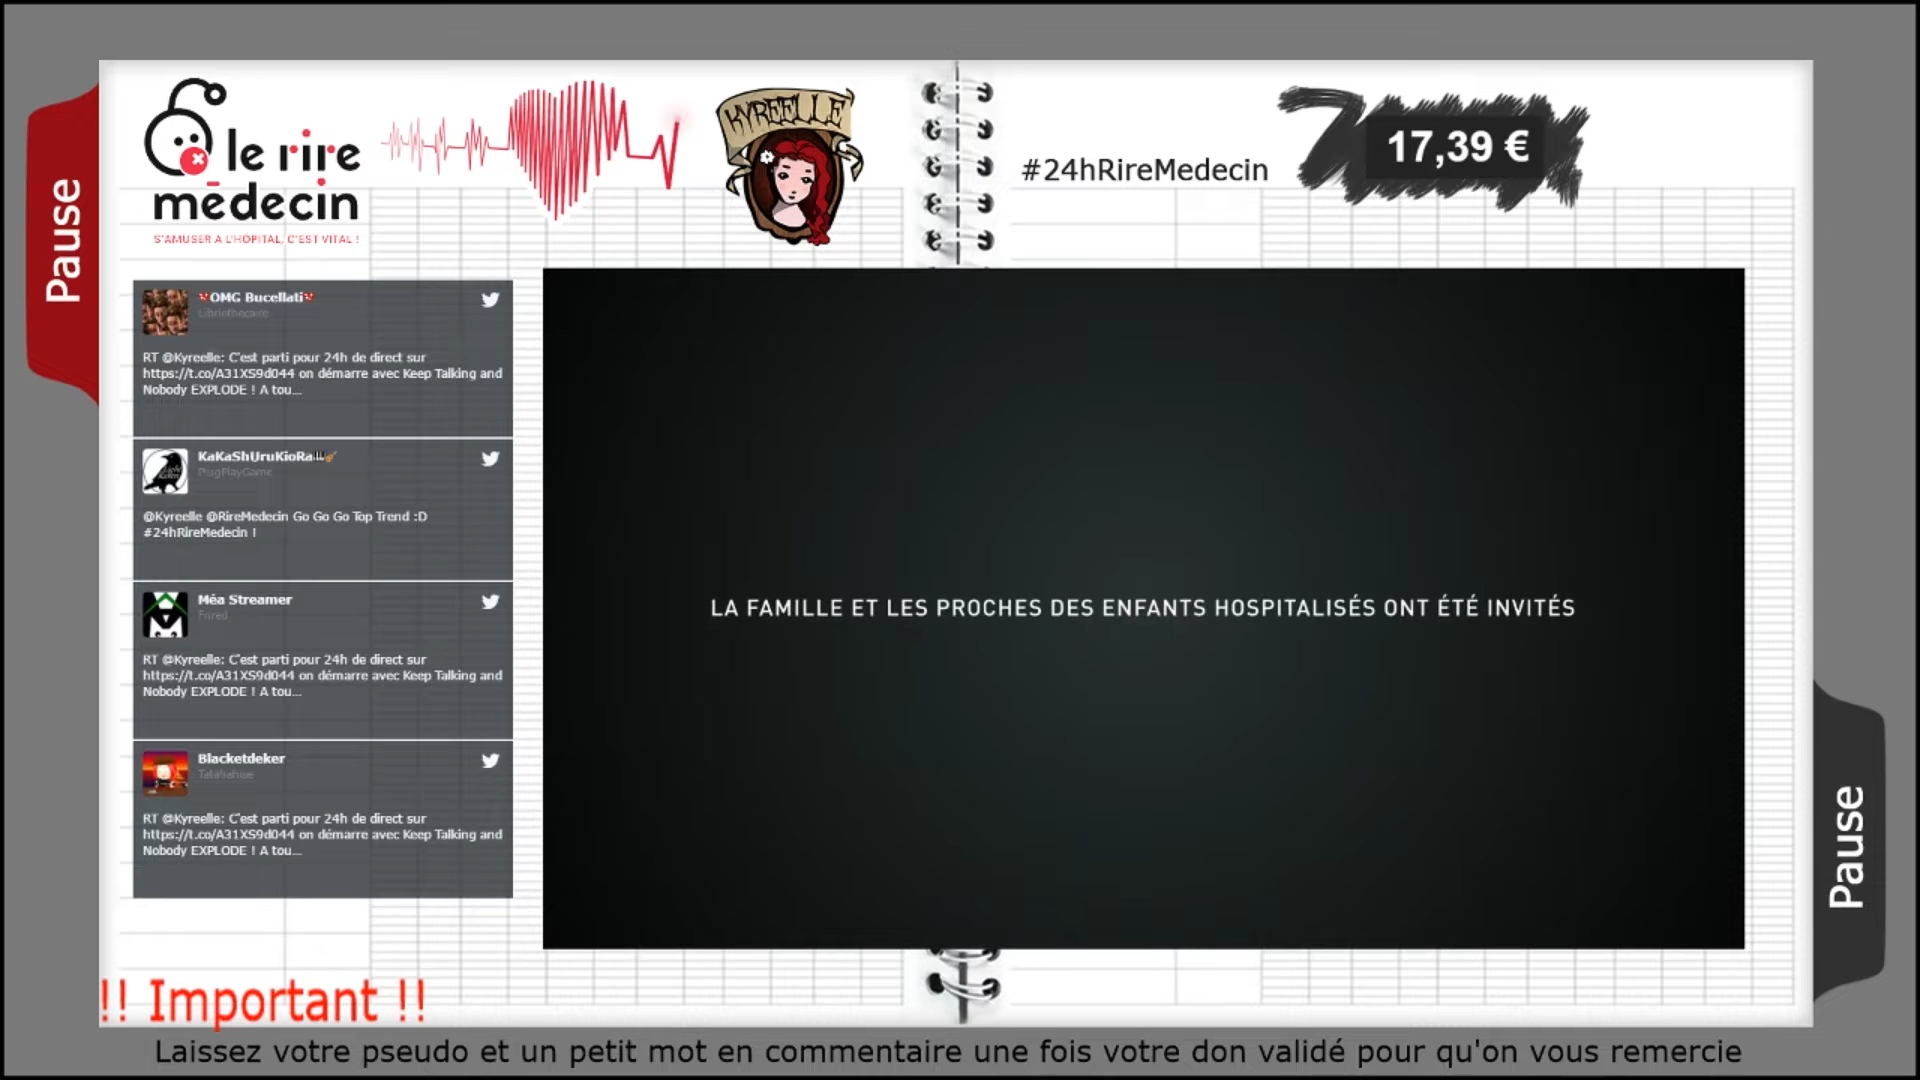 le rire
médecin
S'AMUSER A L'HÔPITAL, C'EST VITAL !
KYREELLE
#24hRireMedecin
17,39 €
Pause
OMG Bucellati
Libriothecaire
RT @Kyreelle: C'est parti pour 24h de direct sur
https://t.co/A31XS9d044 on démarre avec Keep Talking and
Nobody EXPLODE ! A tou...
KaKaShUruKioRa
PlugPlayGame
@Kyreelle @RireMedecin Go Go Go Top Trend :D
#24hRireMedecin !
Méa Streamer
Fnred
RT @Kyreelle: C'est parti pour 24h de direct sur
https://t.co/A31XS9d044 on démarre avec Keep Talking and
Nobody EXPLODE ! A tou...
Blacketdeker
RT @Kyreelle: C'est parti pour 24h de direct sur
https://t.co/A31XS9d044 on démarre avec Keep Talking and
Nobody EXPLODE ! A tou...
LA FAMILLE ET LES PROCHES DES ENFANTS HOSPITALISÉS ONT ÉTÉ INVITÉS
Pause
!! Important !!
Laissez votre pseudo et un petit mot en commentaire une fois votre don validé pour qu'on vous remercie